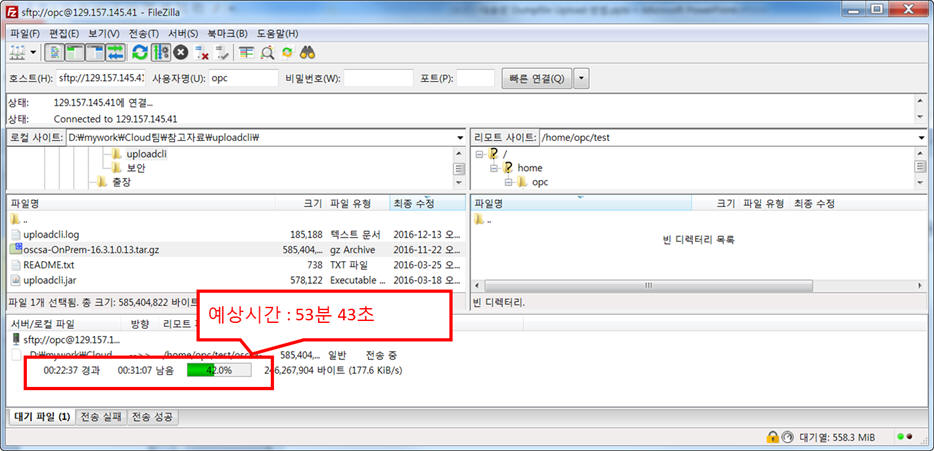 sftp://opc@129.157.145.41 - FileZilla
파일(F) 편집(E) 보기(V) 전송(T) 서버(S) 북마크(B) 도움말(H)
호스트(H): sftp://129.157.145.41 사용자명(U): opc 비밀번호(W): 포트(P): 빠른 연결(Q)
상태: 129.157.145.41에 연결...
상태: Connected to 129.157.145.41
로컬 사이트: D:₩mywork₩Cloud팀₩참고자료₩uploadcli₩
리모트 사이트: /home/opc/test
uploadcli
보안
출장
/
home
opc
파일명 크기 파일 유형 최종 수정
..
uploadcli.log 185,188 텍스트 문서 2016-12-13 오...
oscsa-OnPrem-16.3.1.0.13.tar.gz 585,404,... gz Archive 2016-11-22 오...
README.txt 738 TXT 파일 2016-03-25 오...
uploadcli.jar 578,122 Executable ... 2016-03-18 오...
파일 1개 선택됨. 총 크기: 585,404,822 바이트
파일명 크기 파일 유형 최종 수정
..
빈 디렉터리 목록
빈 디렉터리.
예상시간 : 53분 43초
서버/로컬 파일 방향 리모트
sftp://opc@129.157.1...
D:₩mywork₩Cloud... -->> /home/opc/test/osc 585,404,... 일반 전송 중
00:22:37 경과 00:31:07 남음 42.0% 246,267,904 바이트 (177.6 KiB/s)
대기 파일 (1) 전송 실패 전송 성공
대기열: 558.3 MiB